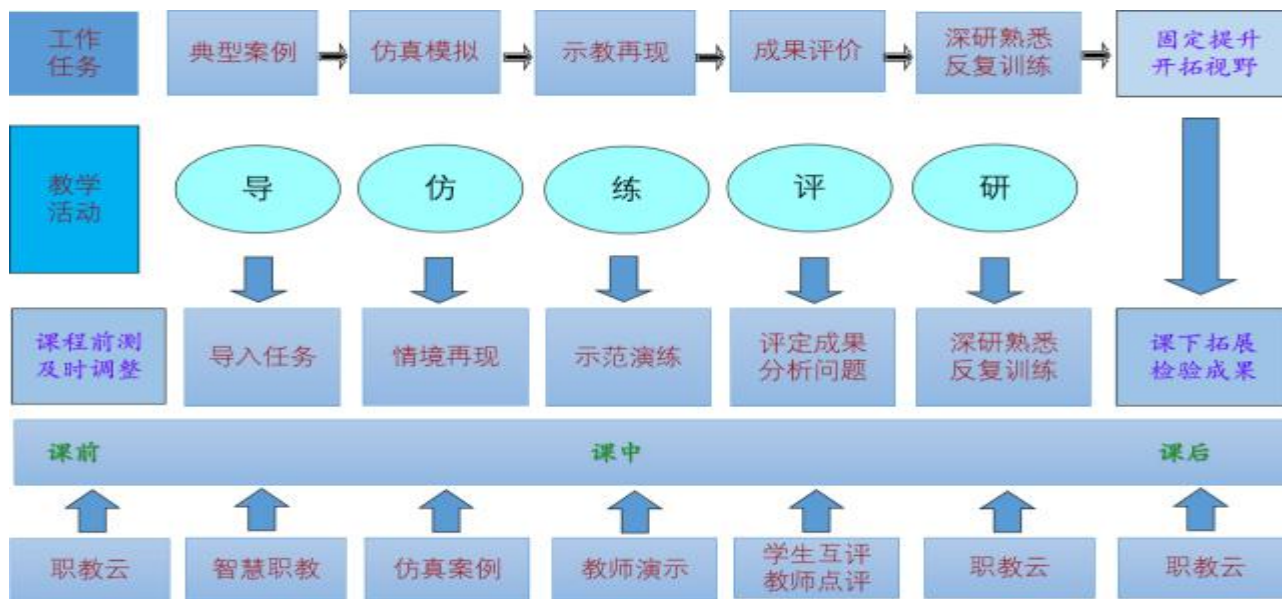 工作
任务
典型案例
仿真模拟
示教再现
成果评价
深研熟悉
反复训练
固定提升
开拓视野
教学
活动
导
仿
练
评
研
课程前测
及时调整
导入任务
情境再现
示范演练
评定成果
分析问题
深研熟悉
反复训练
课下拓展
检验成果
课前
课中
课后
职教云
智慧职教
仿真案例
教师演示
学生互评
教师点评
职教云
职教云